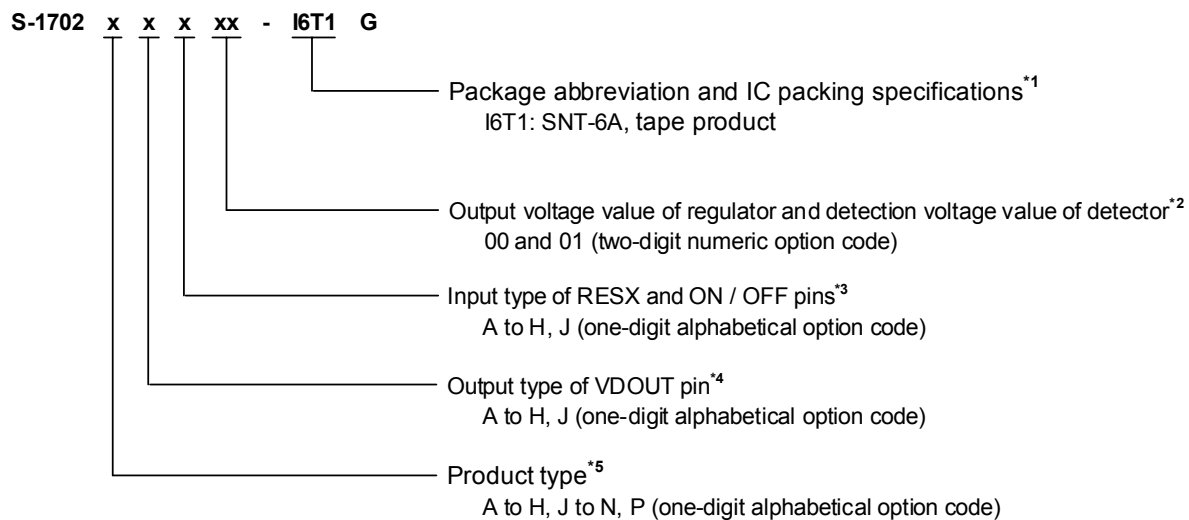 S-1702 x x x xx - I6T1 G
Package abbreviation and IC packing specifications*1
I6T1: SNT-6A, tape product
Output voltage value of regulator and detection voltage value of detector*2
00 and 01 (two-digit numeric option code)
Input type of RESX and ON / OFF pins*3
A to H, J (one-digit alphabetical option code)
Output type of VDOUT pin*4
A to H, J (one-digit alphabetical option code)
Product type*5
A to H, J to N, P (one-digit alphabetical option code)